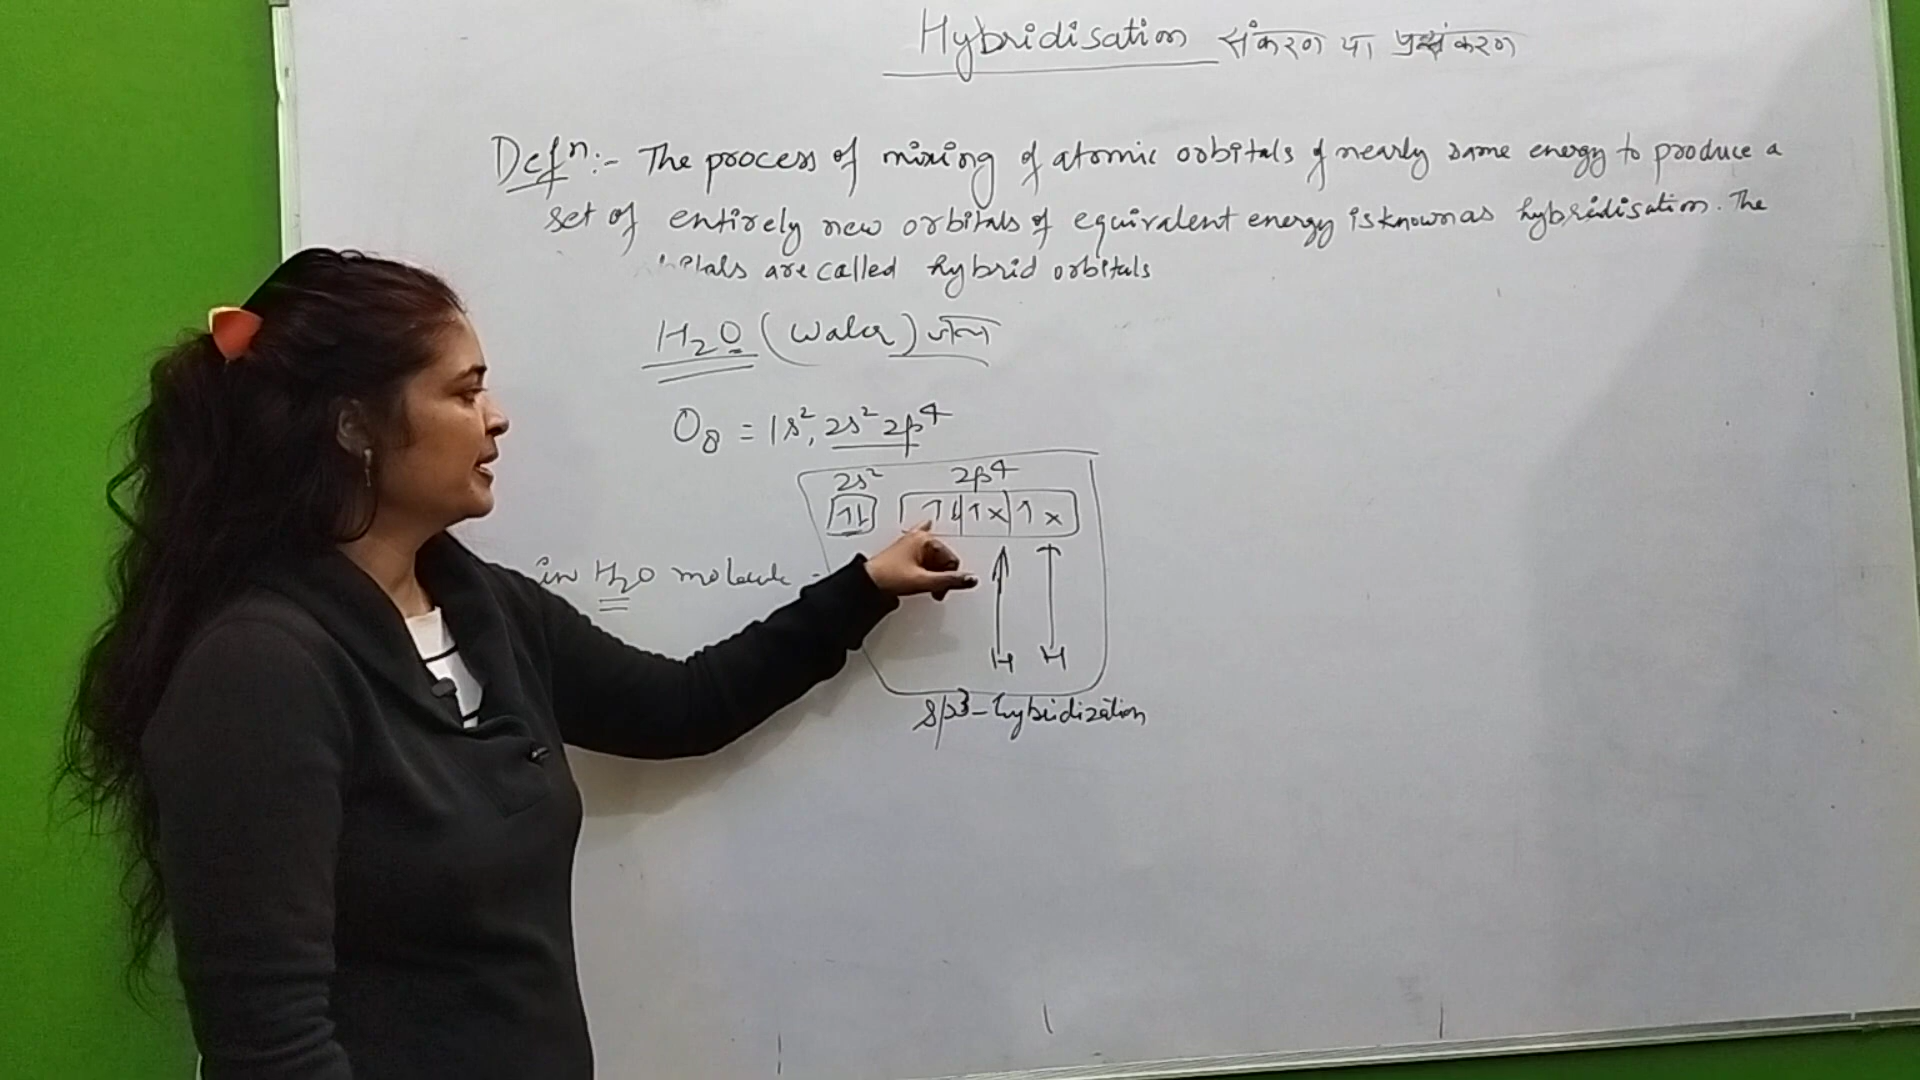 Hybridisation संकरण या प्रसंकरण
Defⁿ:- The process of mixing of atomic orbitals of nearly same energy to produce a
set of entirely new orbitals of equivalent energy is known as hybridisation. The
are called hybrid orbitals
H₂O (Water) जल
O₈ = 1s², 2s² 2p⁴
2s² 2p⁴
↑↓ ↑↓ ↑x ↑x
in H₂O molecule -
H H
sp³-hybridization